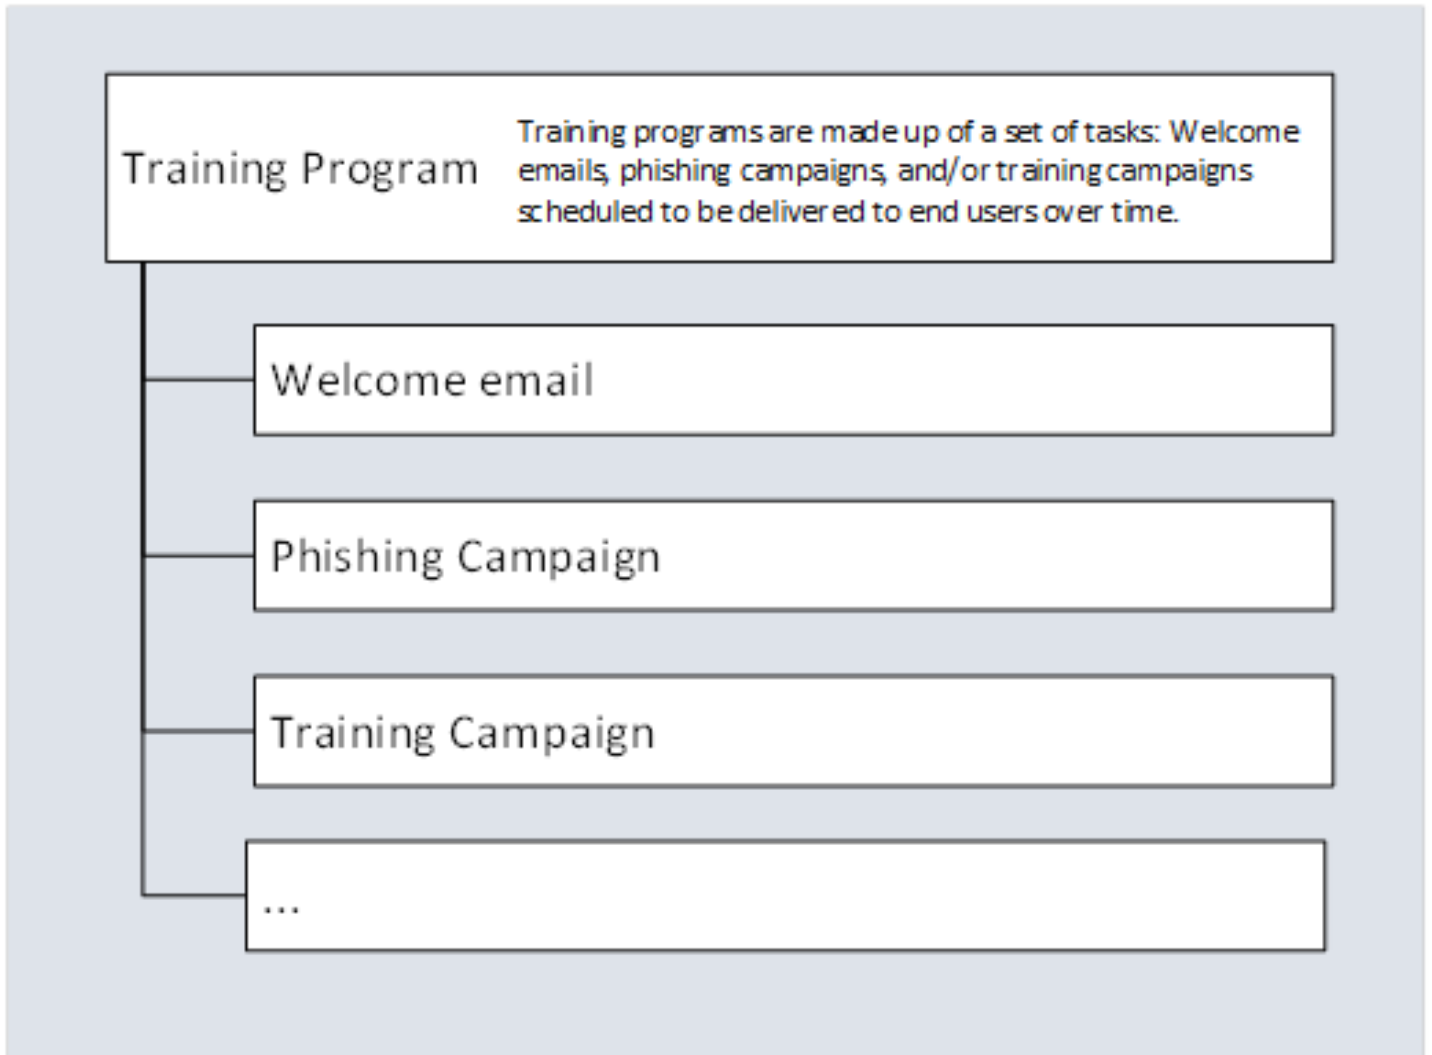 Training Program
Training programs are made up of a set of tasks: Welcome
emails, phishing campaigns, and/or training campaigns
scheduled to be delivered to end users over time.
Welcome email
Phishing Campaign
Training Campaign
...